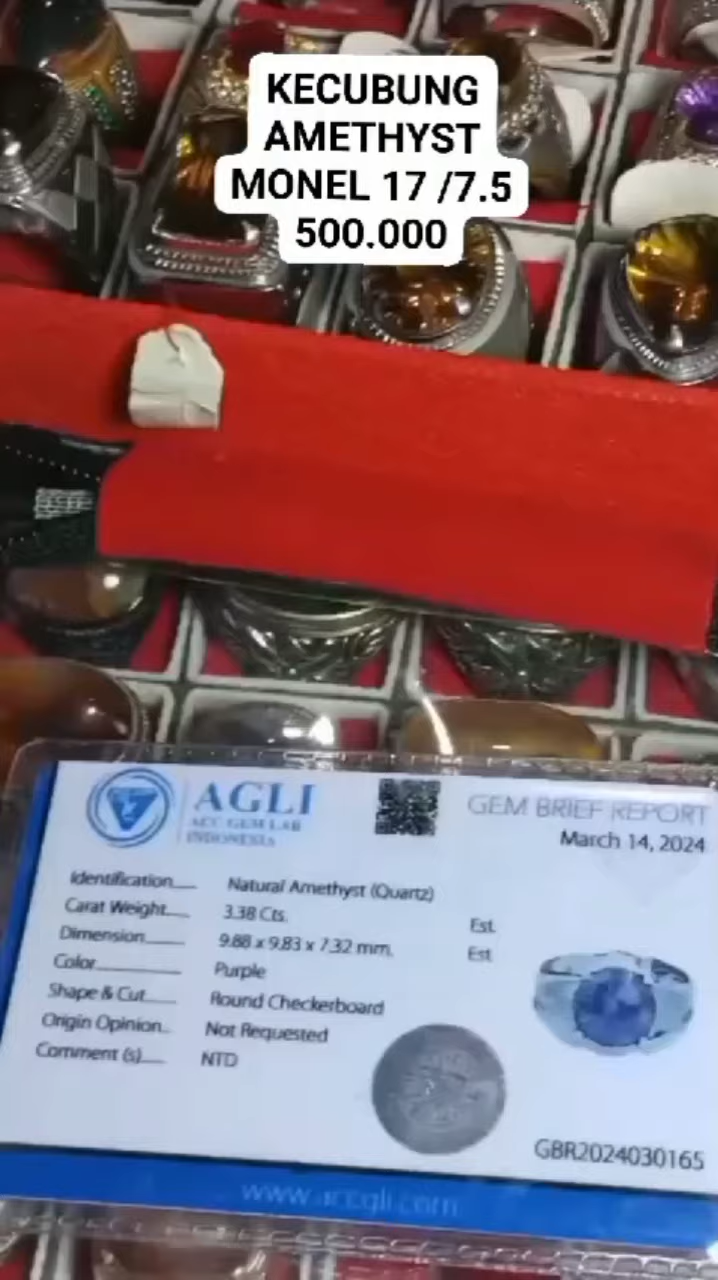 KECUBUNG
AMETHYST
MONEL 17 /7.5
500.000
AGLI
ACC GEM LAB
INDONESIA
GEM BRIEF REPORT
March 14, 2024
Identification Natural Amethyst (Quartz)
Carat Weight 3.38 Cts. Est.
Dimension 9.88 x 9.83 x 7.32 mm. Est.
Color Purple
Shape & Cut Round Checkerboard
Origin Opinion Not Requested
Comment (s) NTD
GBR2024030165
www.accgli.com